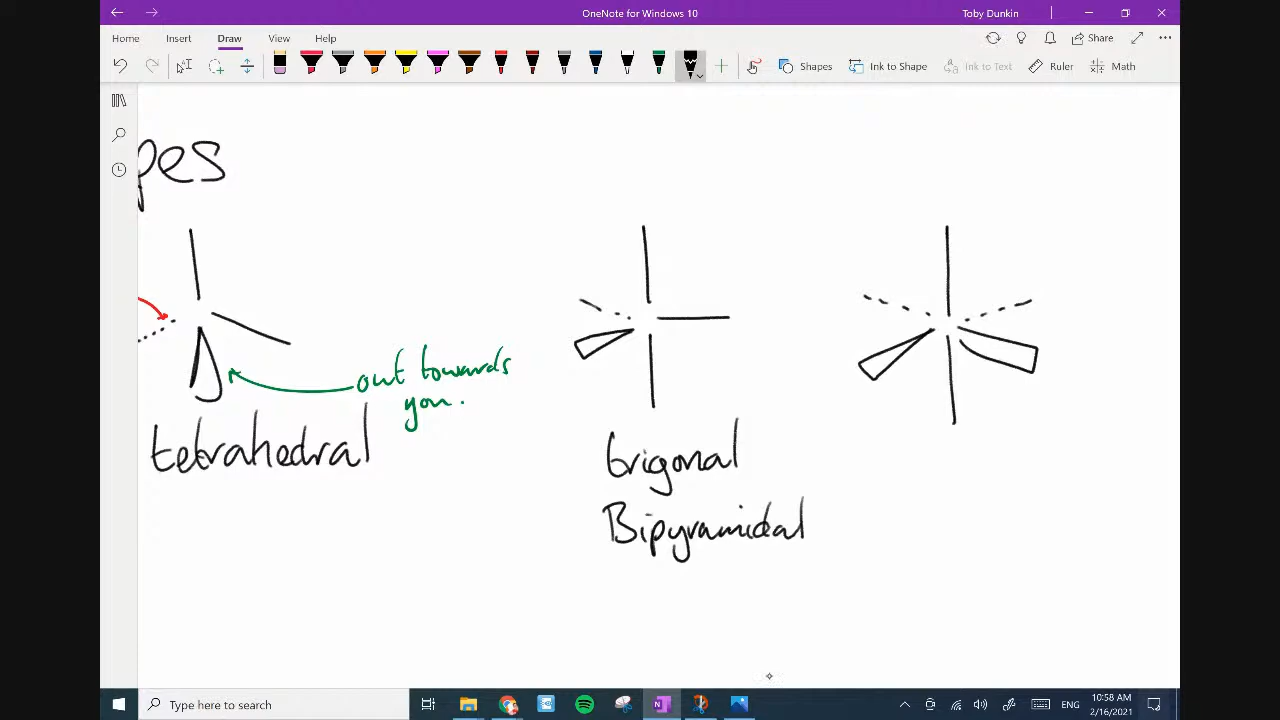 OneNote for Windows 10
Toby Dunkin
Home
Insert
Draw
View
Help
Share
Shapes
Ink to Shape
Ink to Text
Ruler
Math
pes
out towards
you.
tetrahedral
trigonal
Bipyramidal
Type here to search
10:58 AM
2/16/2021